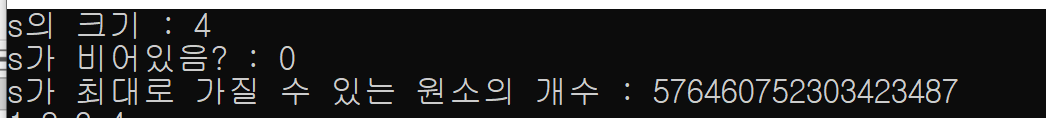 s의 크기 : 4
s가 비어있음? : 0
s가 최대로 가질 수 있는 원소의 개수 : 576460752303423487